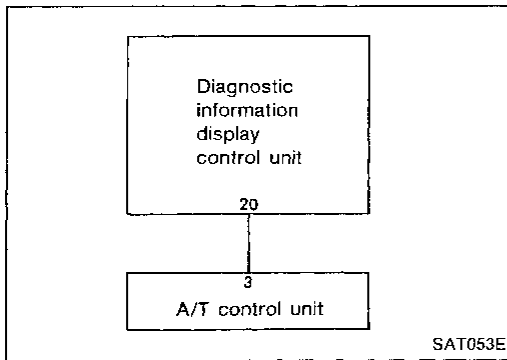 Diagnostic
information
display
control unit
20
3
A/T control unit
SAT053E